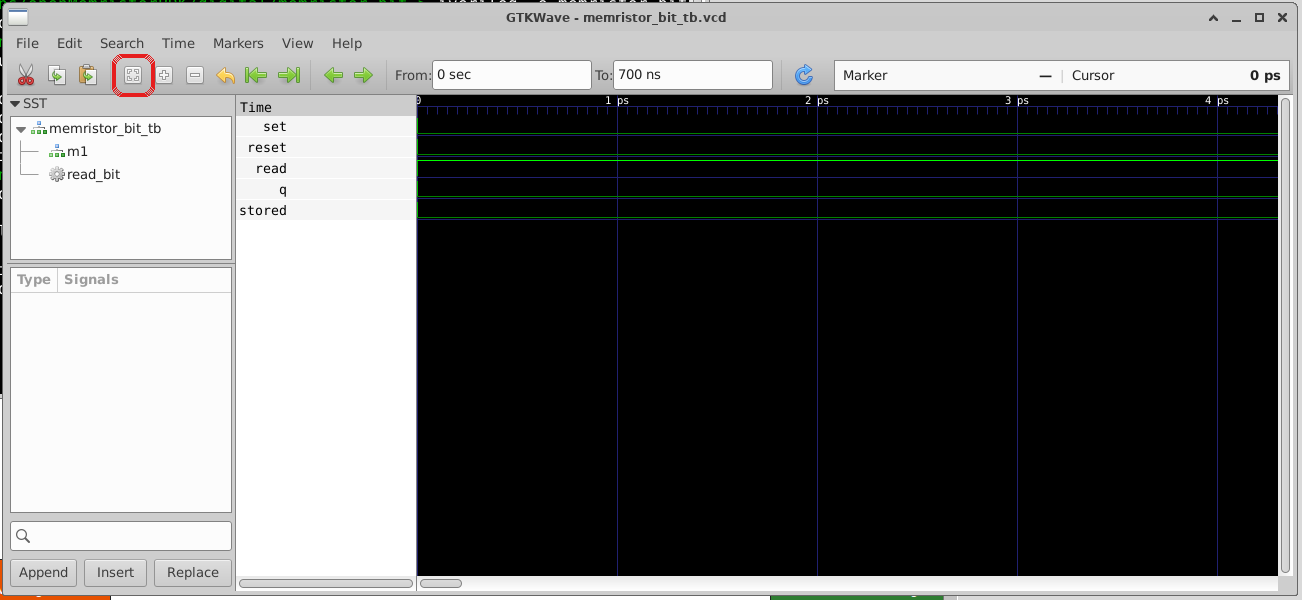 GTKWave - memristor_bit_tb.vcd
File Edit Search Time Markers View Help
From: 0 sec To: 700 ns Marker — | Cursor 0 ps
SST
memristor_bit_tb
m1
read_bit
Type Signals
Append Insert Replace
Time
set
reset
read
q
stored
0 1 ps 2 ps 3 ps 4 ps